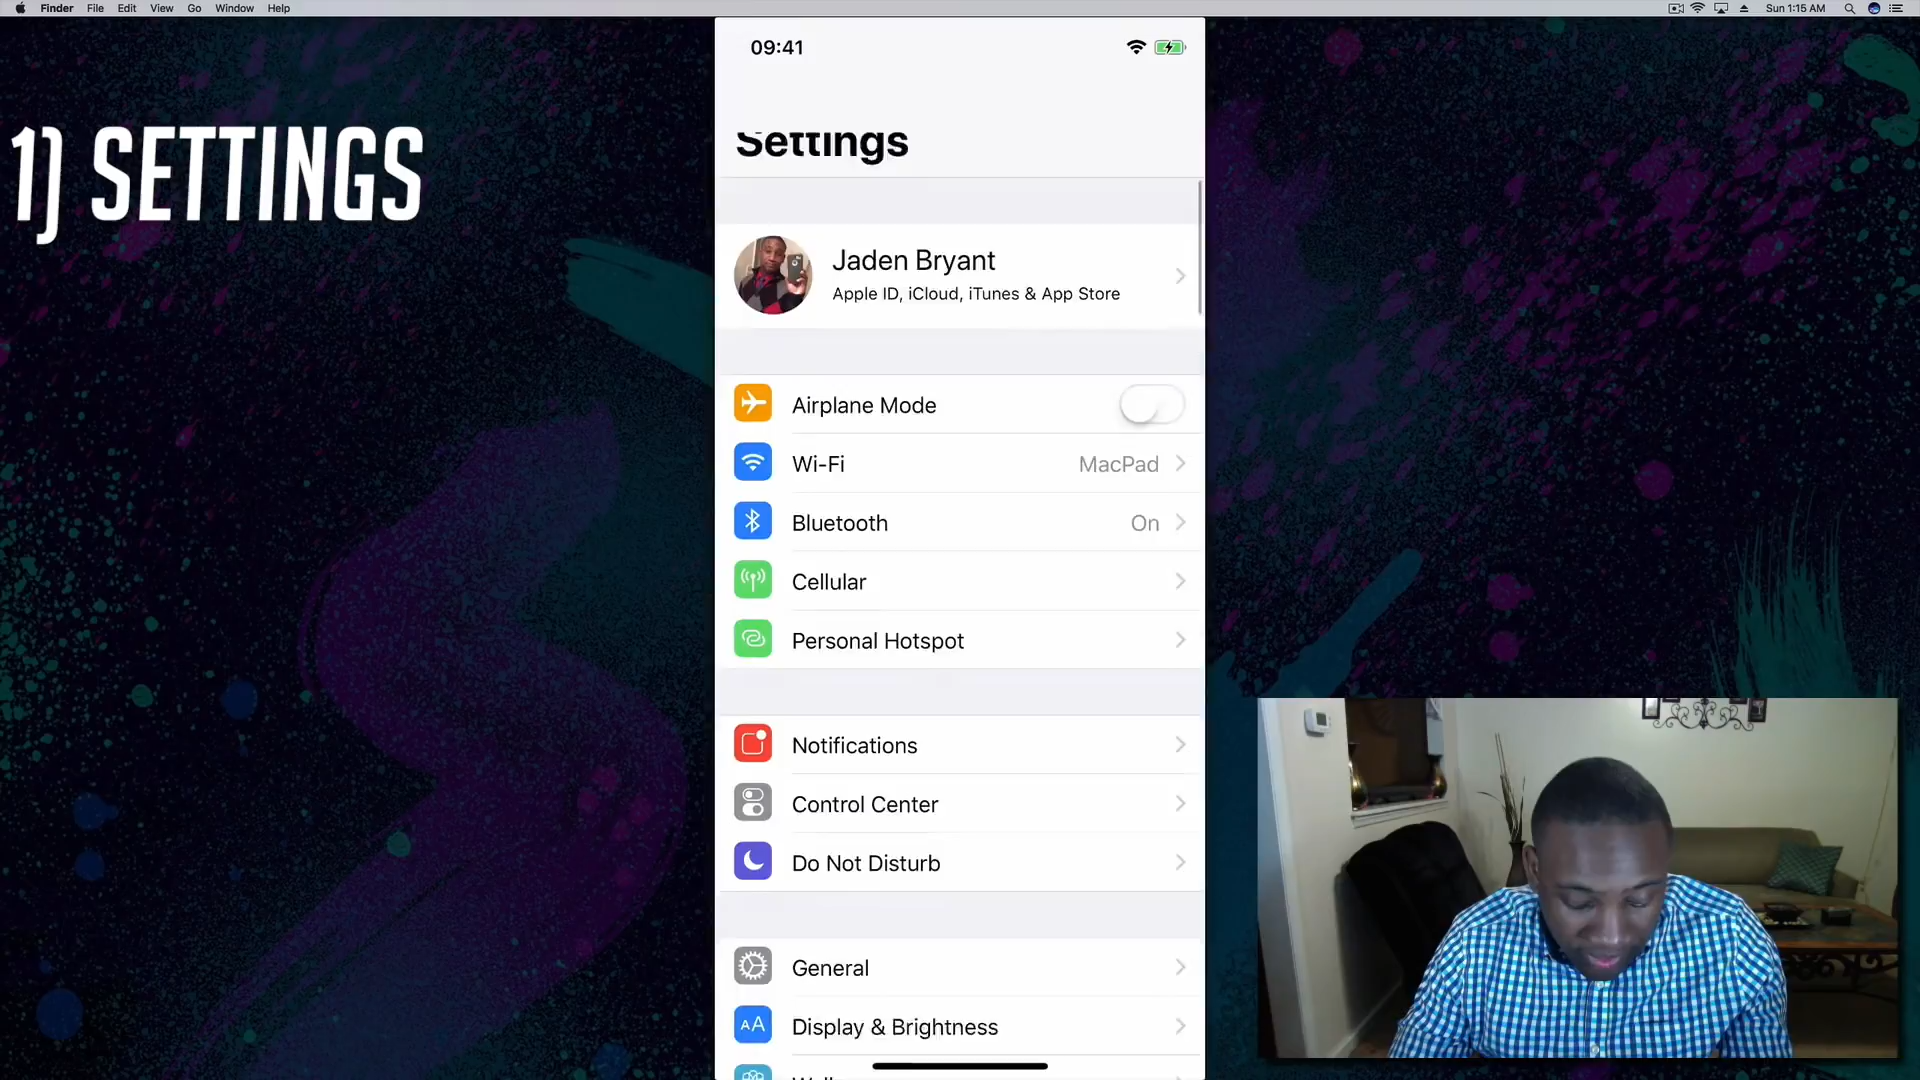 Finder File Edit View Go Window Help Sun 1:15 AM
09:41
1) SETTINGS
Settings
Jaden Bryant
Apple ID, iCloud, iTunes & App Store
Airplane Mode
Wi-Fi MacPad
Bluetooth On
Cellular
Personal Hotspot
Notifications
Control Center
Do Not Disturb
General
AA Display & Brightness